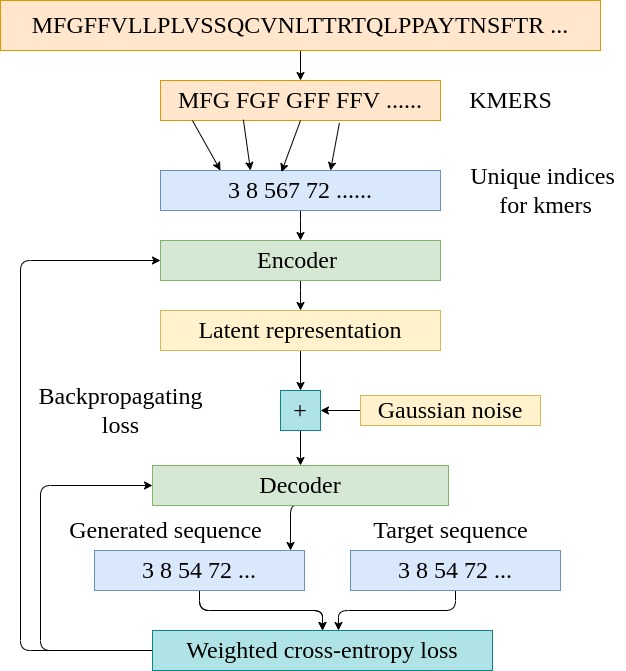 MFGFFVLLPLVSSQCVNLTTRTQLPPAYTNSFTR ...
MFG FGF GFF FFV ......
KMERS
3 8 567 72 ......
Unique indices
for kmers
Encoder
Latent representation
Backpropagating
loss
+
Gaussian noise
Decoder
Generated sequence
Target sequence
3 8 54 72 ...
3 8 54 72 ...
Weighted cross-entropy loss